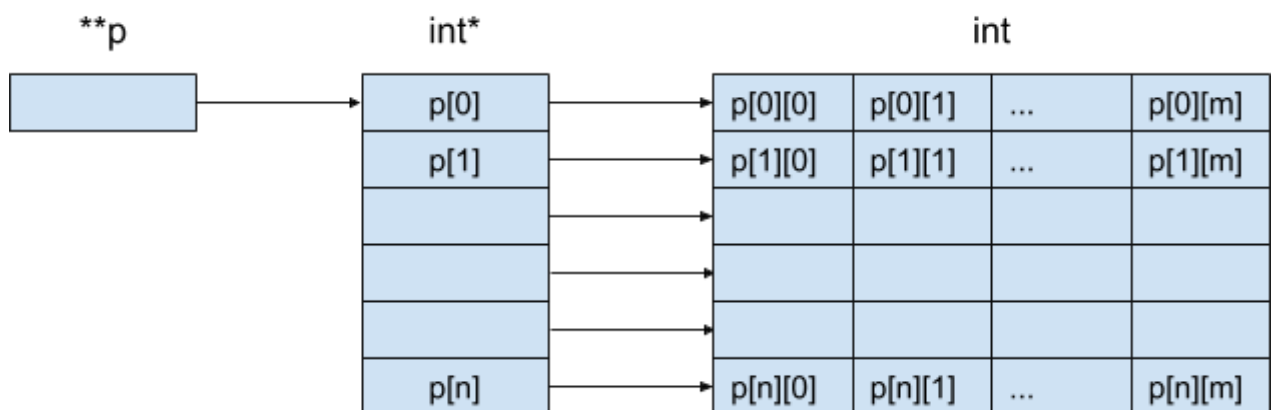 **p int* int
p[0] p[0][0] p[0][1] ... p[0][m]
p[1] p[1][0] p[1][1] ... p[1][m]
p[n] p[n][0] p[n][1] ... p[n][m]